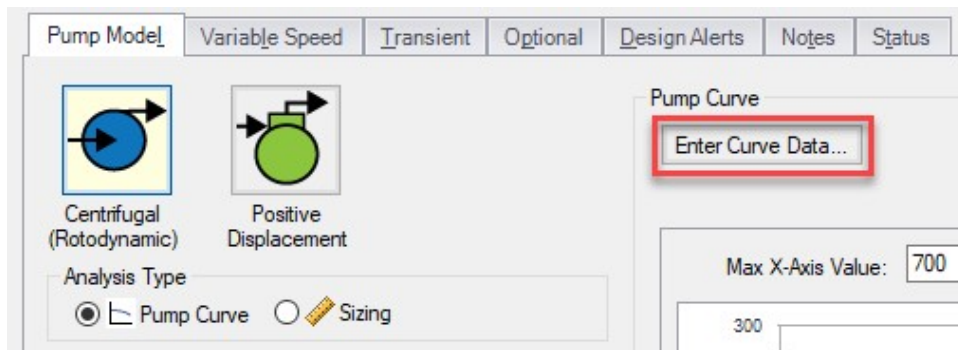 Pump Model Variable Speed Transient Optional Design Alerts Notes Status
Pump Curve
Enter Curve Data...
Centrifugal
(Rotodynamic)
Positive
Displacement
Analysis Type
Pump Curve Sizing
Max X-Axis Value: 700
300